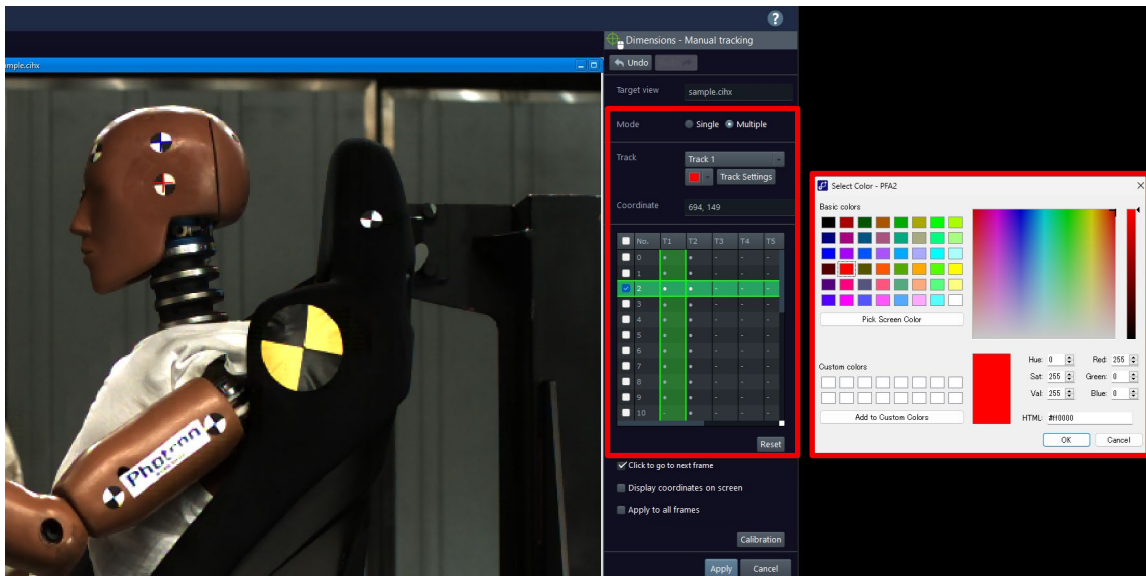 ?
Dimensions - Manual tracking
Undo
sample.cihx
Target view sample.cihx
Mode Single Multiple
Track Track 1
Track Settings
Coordinate 694, 149
No. T1 T2 T3 T4 T5
0 • • - - -
1 • • - - -
2 • • - - -
3 • • - - -
4 • • - - -
5 • • - - -
6 • • - - -
7 • • - - -
8 • • - - -
9 • • - - -
10 - • - - -
Reset
Click to go to next frame
Display coordinates on screen
Apply to all frames
Calibration
Apply Cancel
Photron
Select Color - PFA2
Basic colors
Pick Screen Color
Custom colors
Add to Custom Colors
Hue: 0 Red: 255
Sat: 255 Green: 0
Val: 255 Blue: 0
HTML: #ff0000
OK Cancel